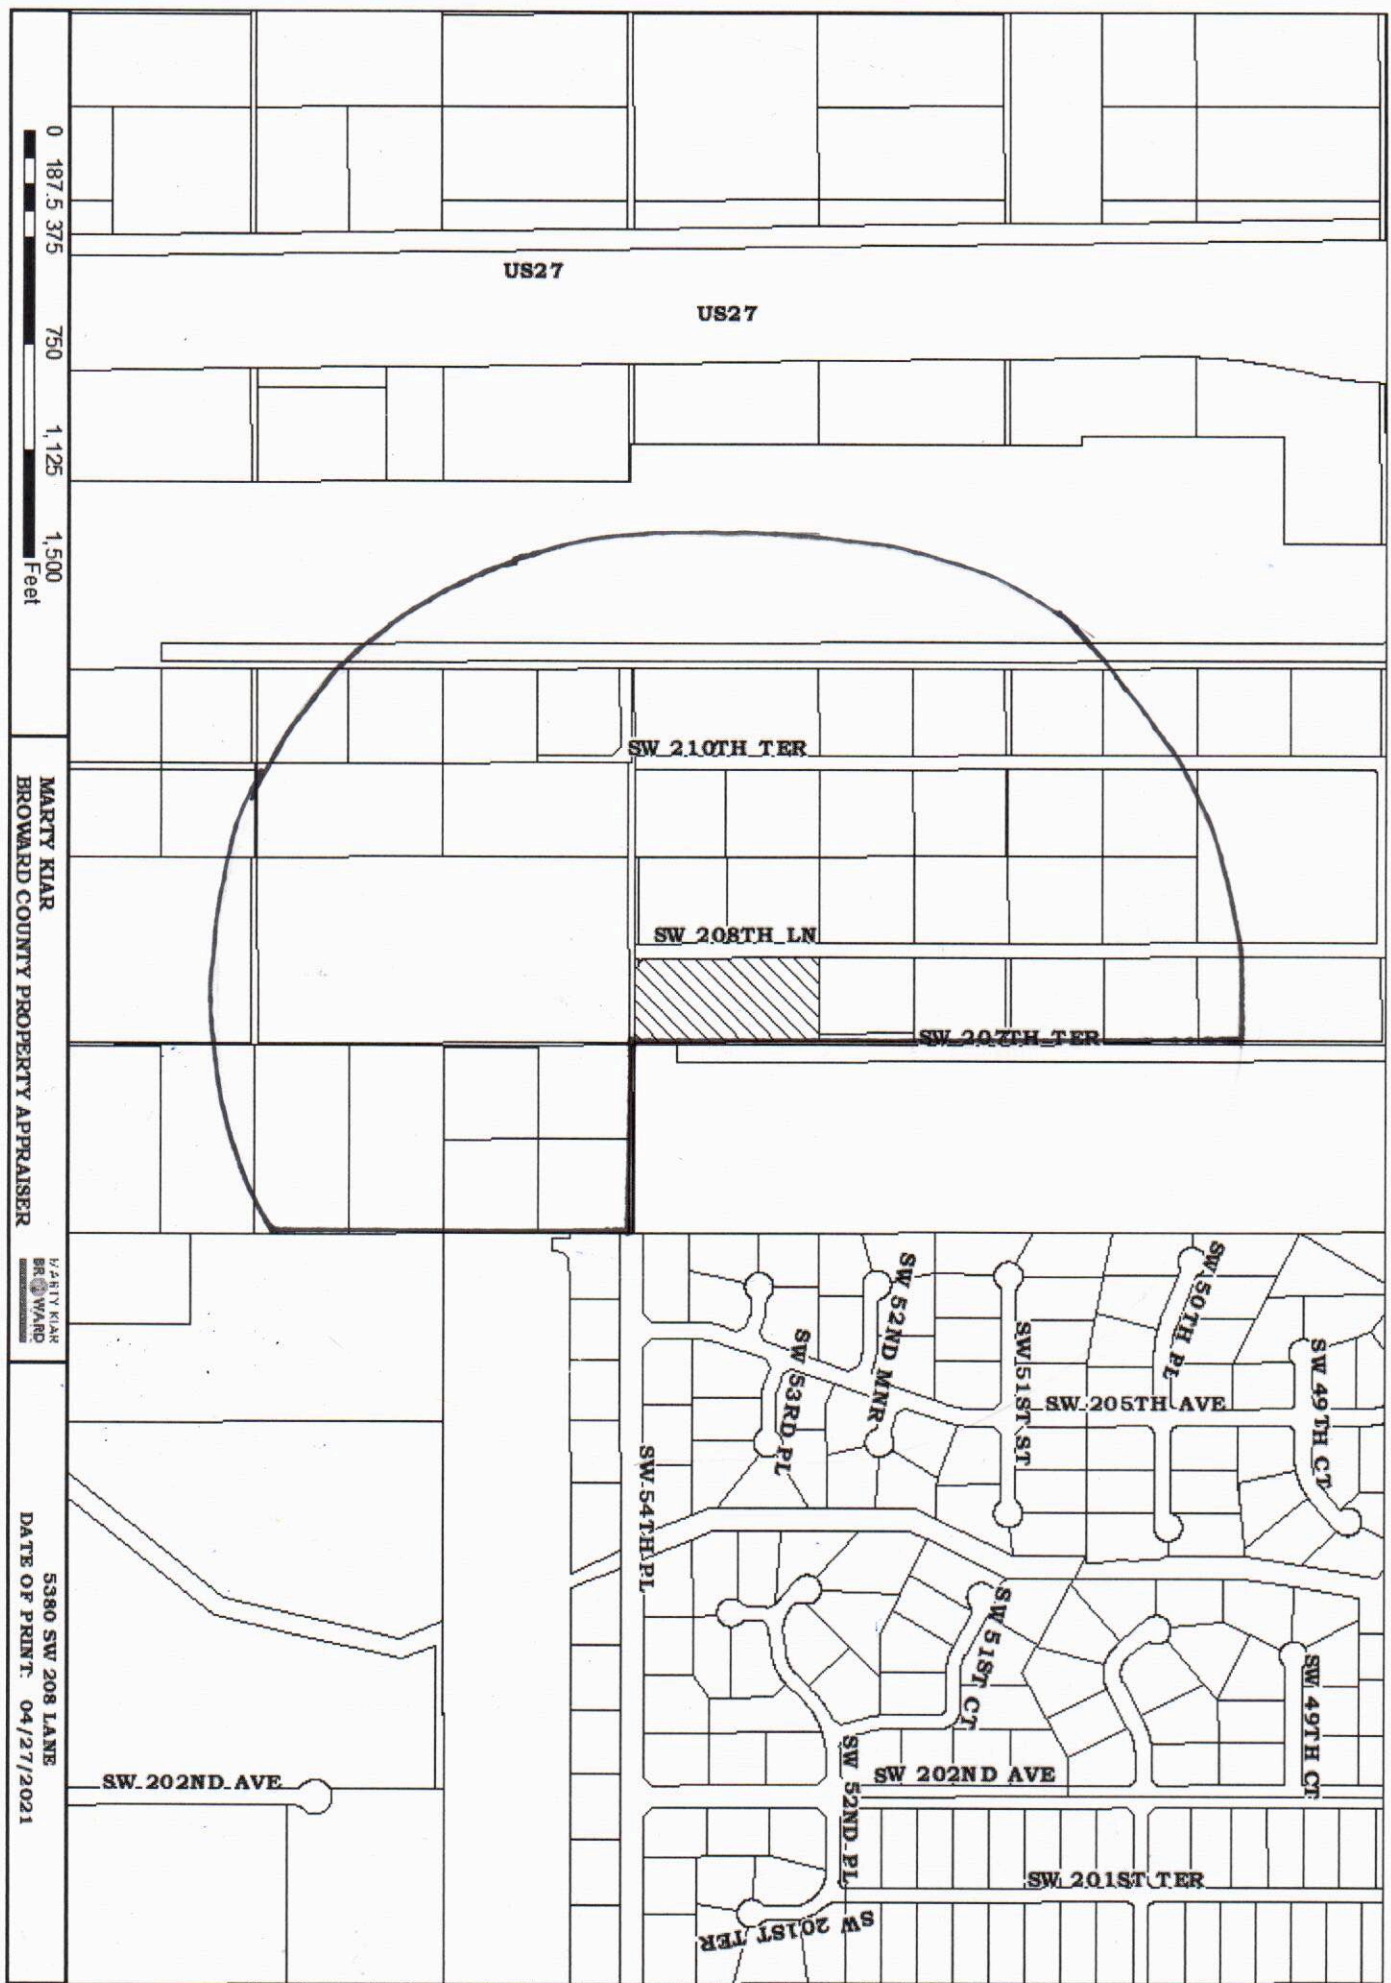 US27
US27
SW 210TH TER
SW 208TH LN
SW 207TH TER
SW 50TH PL
SW 52ND MNR
SW 53RD PL
SW 51ST ST
SW 49TH CT
SW 205TH AVE
SW 54TH PL
SW 51ST CT
SW 49TH CT
SW 52ND PL
SW 202ND AVE
SW 202ND AVE
SW 201ST TER
SW 201ST TER
0 187.5 375 750 1,125 1,500
Feet
MARTY KIAR
BROWARD COUNTY PROPERTY APPRAISER
MARTY KIAR
BROWARD
5380 SW 208 LANE
DATE OF PRINT: 04/27/2021